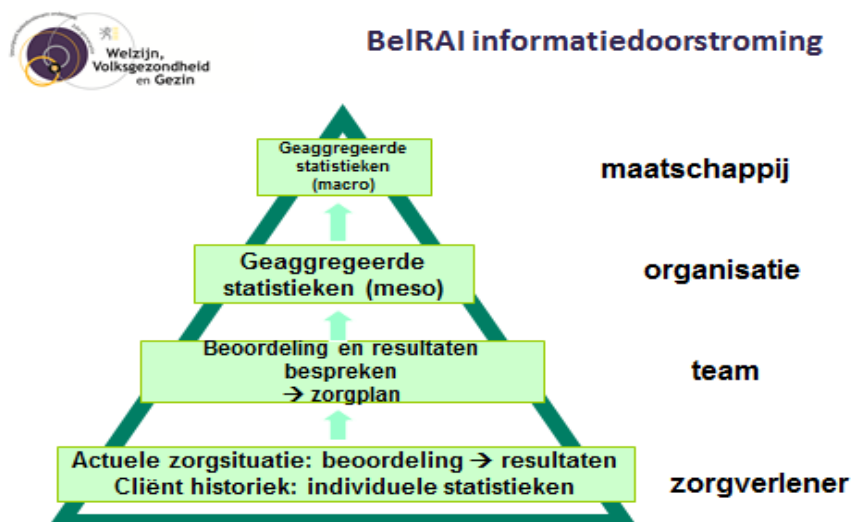 Welzijn,
Volksgezondheid
en Gezin
BelRAI informatiedoorstroming
Geaggregeerde
statistieken
(macro)
maatschappij
Geaggregeerde
statistieken (meso)
organisatie
Beoordeling en resultaten
bespreken
→ zorgplan
team
Actuele zorgsituatie: beoordeling → resultaten
Cliënt historiek: individuele statistieken
zorgverlener